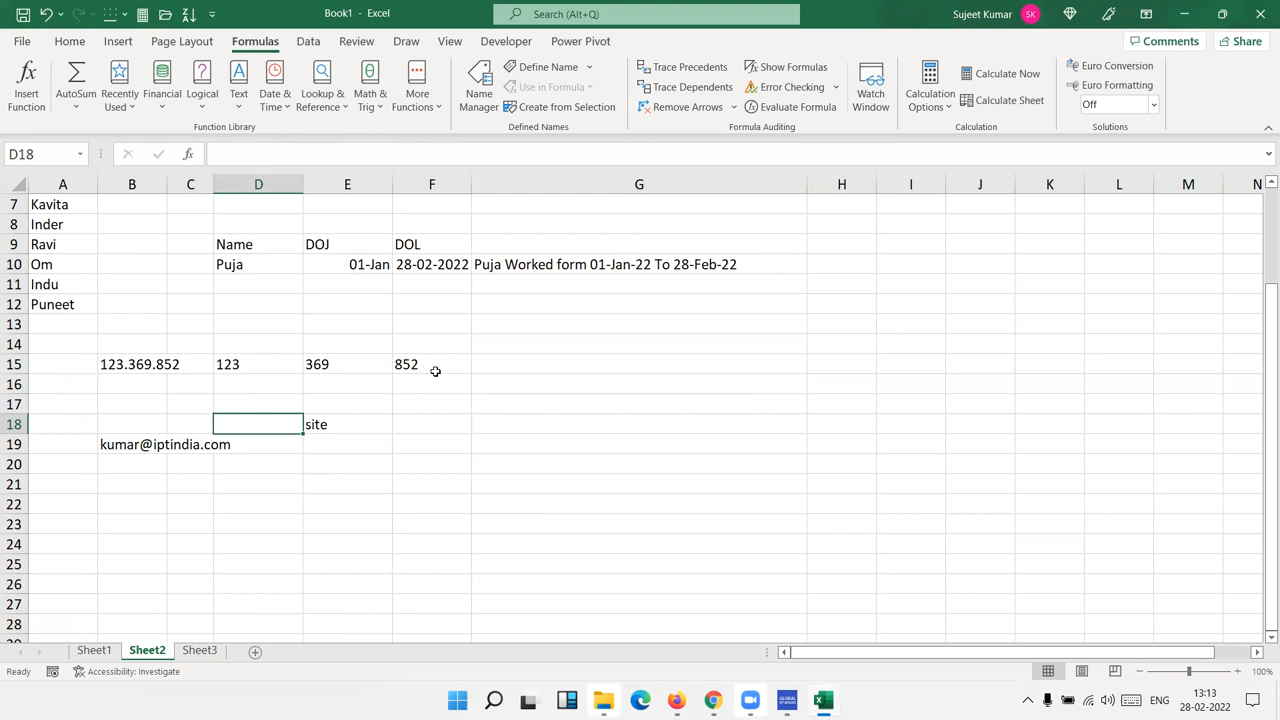 Book1 - Excel
Search (Alt+Q)
Sujeet Kumar SK
File Home Insert Page Layout Formulas Data Review View Draw Developer Power Pivot
Comments Share
Insert Function
AutoSum
Recently Used
Financial
Logical
Text
Date & Time
Lookup & Reference
Math & Trig
More Functions
Function Library
Name Manager
Define Name
Use in Formula
Create from Selection
Defined Names
Trace Precedents
Trace Dependents
Remove Arrows
Show Formulas
Error Checking
Evaluate Formula
Formula Auditing
Watch Window
Calculation Options
Calculate Now
Calculate Sheet
Calculation
Euro Conversion
Euro Formatting
Off
Solutions
D18 fx
A B C D E F G H I J K L M N
7 Kavita
8 Inder
9 Ravi Name DOJ DOL
10 Om Puja 01-Jan 28-02-2022 Puja Worked form 01-Jan-22 To 28-Feb-22
11 Indu
12 Puneet
13
14
15 123.369.852 123 369 852
16
17
18 site
19 kumar@iptindia.com
20
21
22
23
24
25
26
27
28
Sheet1 Sheet2 Sheet3
Ready Accessibility: Investigate 100%
ENG 13:13
28-02-2022